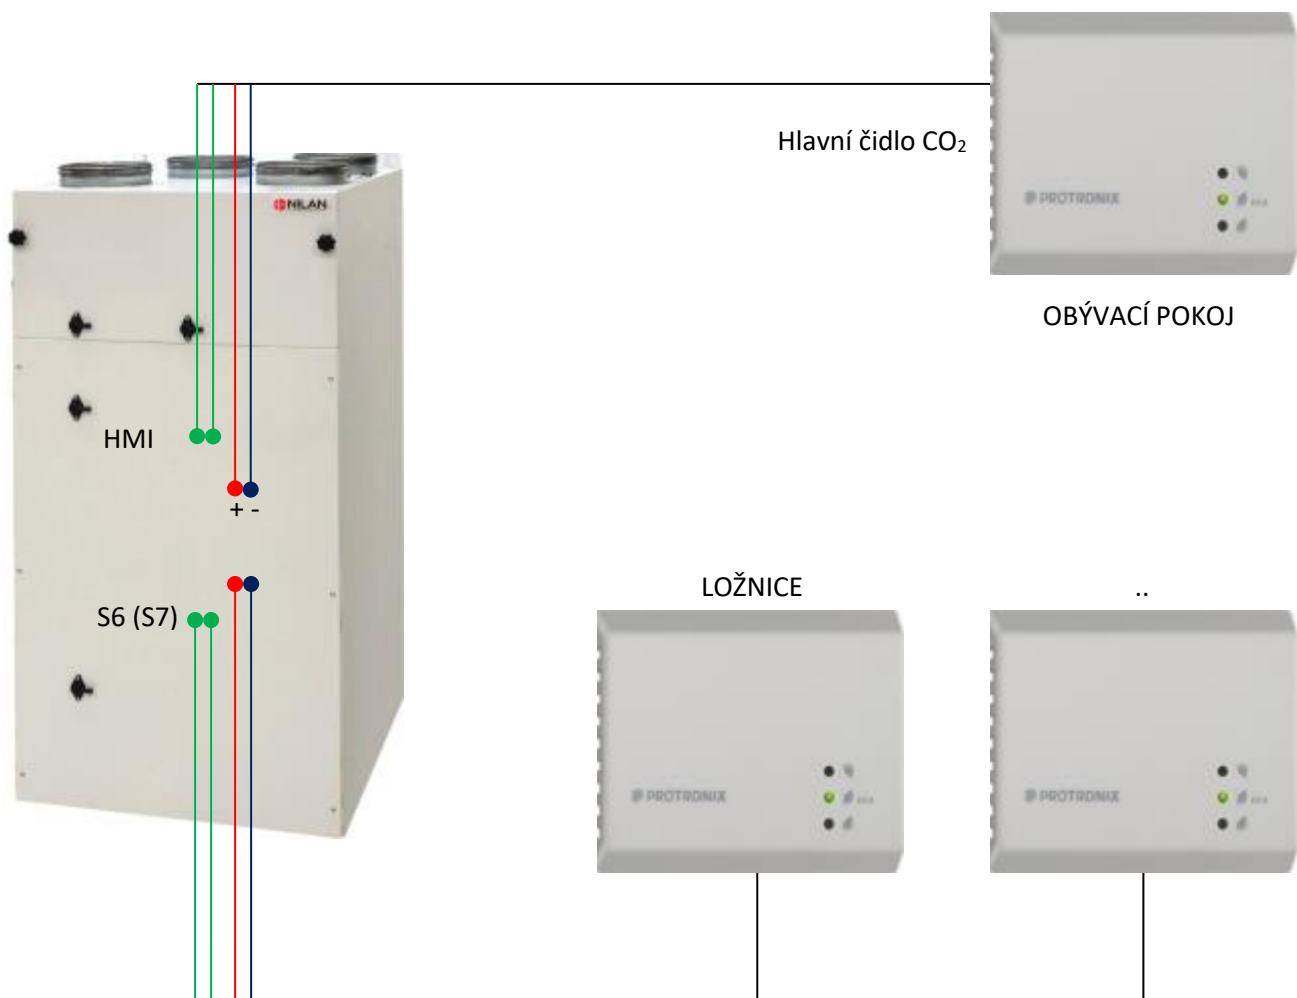 Hlavní čidlo CO₂
NILAN
PROTRONIX
OBÝVACÍ POKOJ
HMI
+ -
LOŽNICE
..
S6 (S7)
PROTRONIX
PROTRONIX